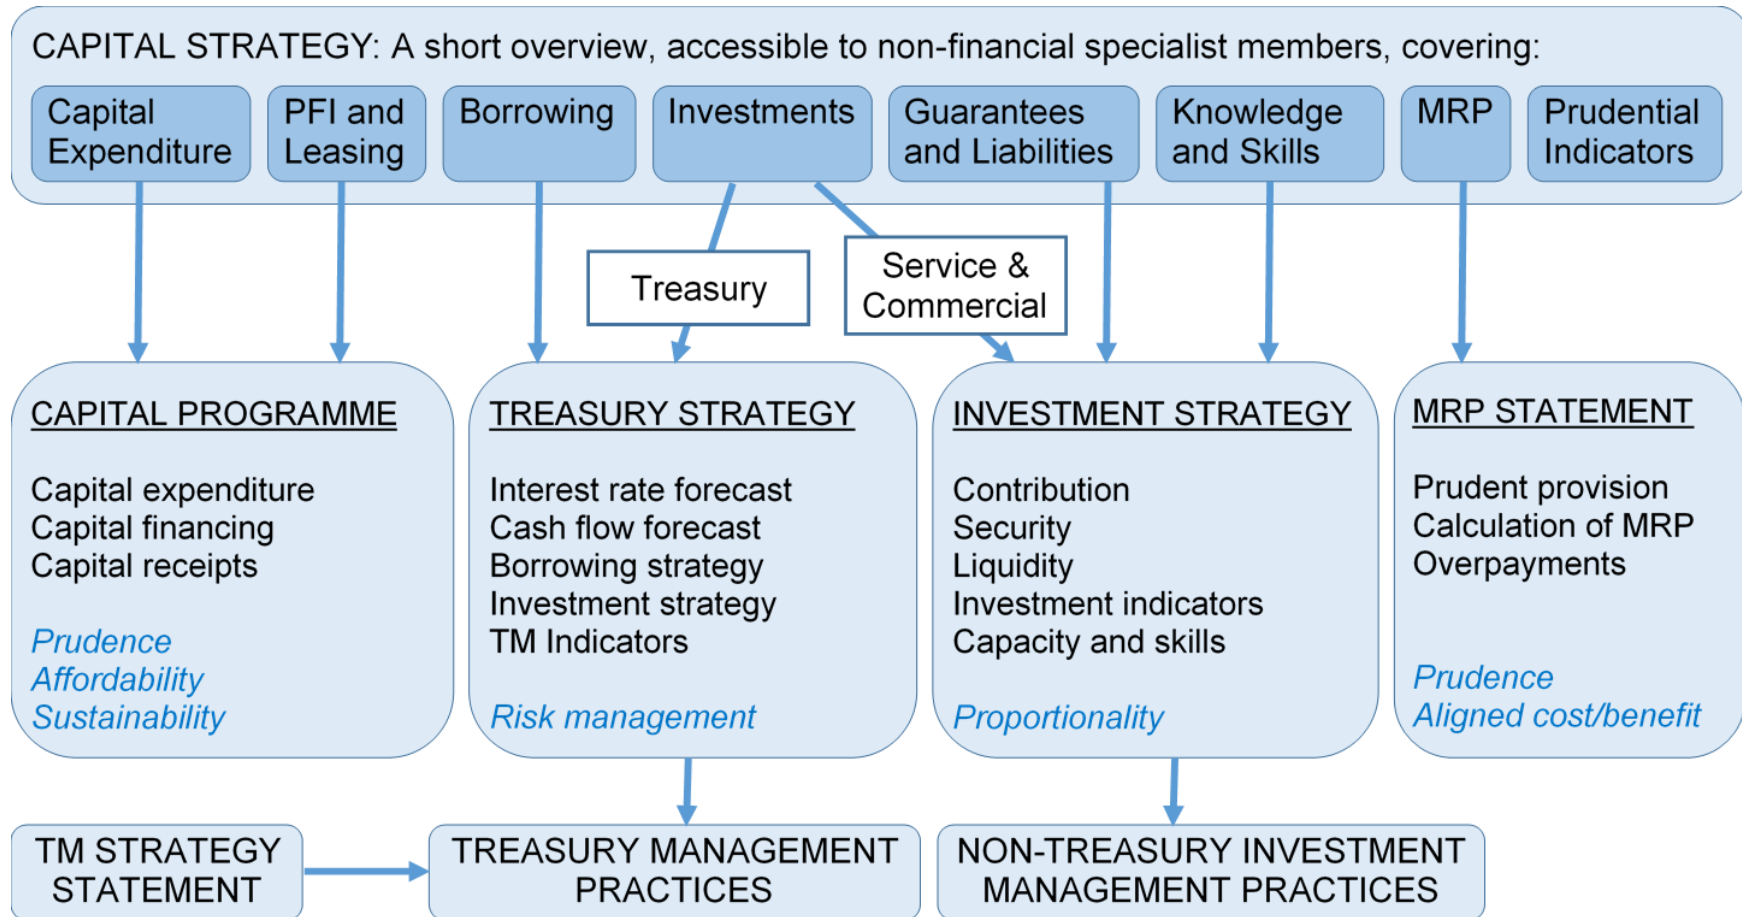 CAPITAL STRATEGY: A short overview, accessible to non-financial specialist members, covering:
Capital
Expenditure
PFI and
Leasing
Borrowing
Investments
Guarantees
and Liabilities
Knowledge
and Skills
MRP
Prudential
Indicators
Treasury
Service &
Commercial
CAPITAL PROGRAMME
Capital expenditure
Capital financing
Capital receipts
Prudence
Affordability
Sustainability
TREASURY STRATEGY
Interest rate forecast
Cash flow forecast
Borrowing strategy
Investment strategy
TM Indicators
Risk management
INVESTMENT STRATEGY
Contribution
Security
Liquidity
Investment indicators
Capacity and skills
Proportionality
MRP STATEMENT
Prudent provision
Calculation of MRP
Overpayments
Prudence
Aligned cost/benefit
TM STRATEGY
STATEMENT
TREASURY MANAGEMENT
PRACTICES
NON-TREASURY INVESTMENT
MANAGEMENT PRACTICES